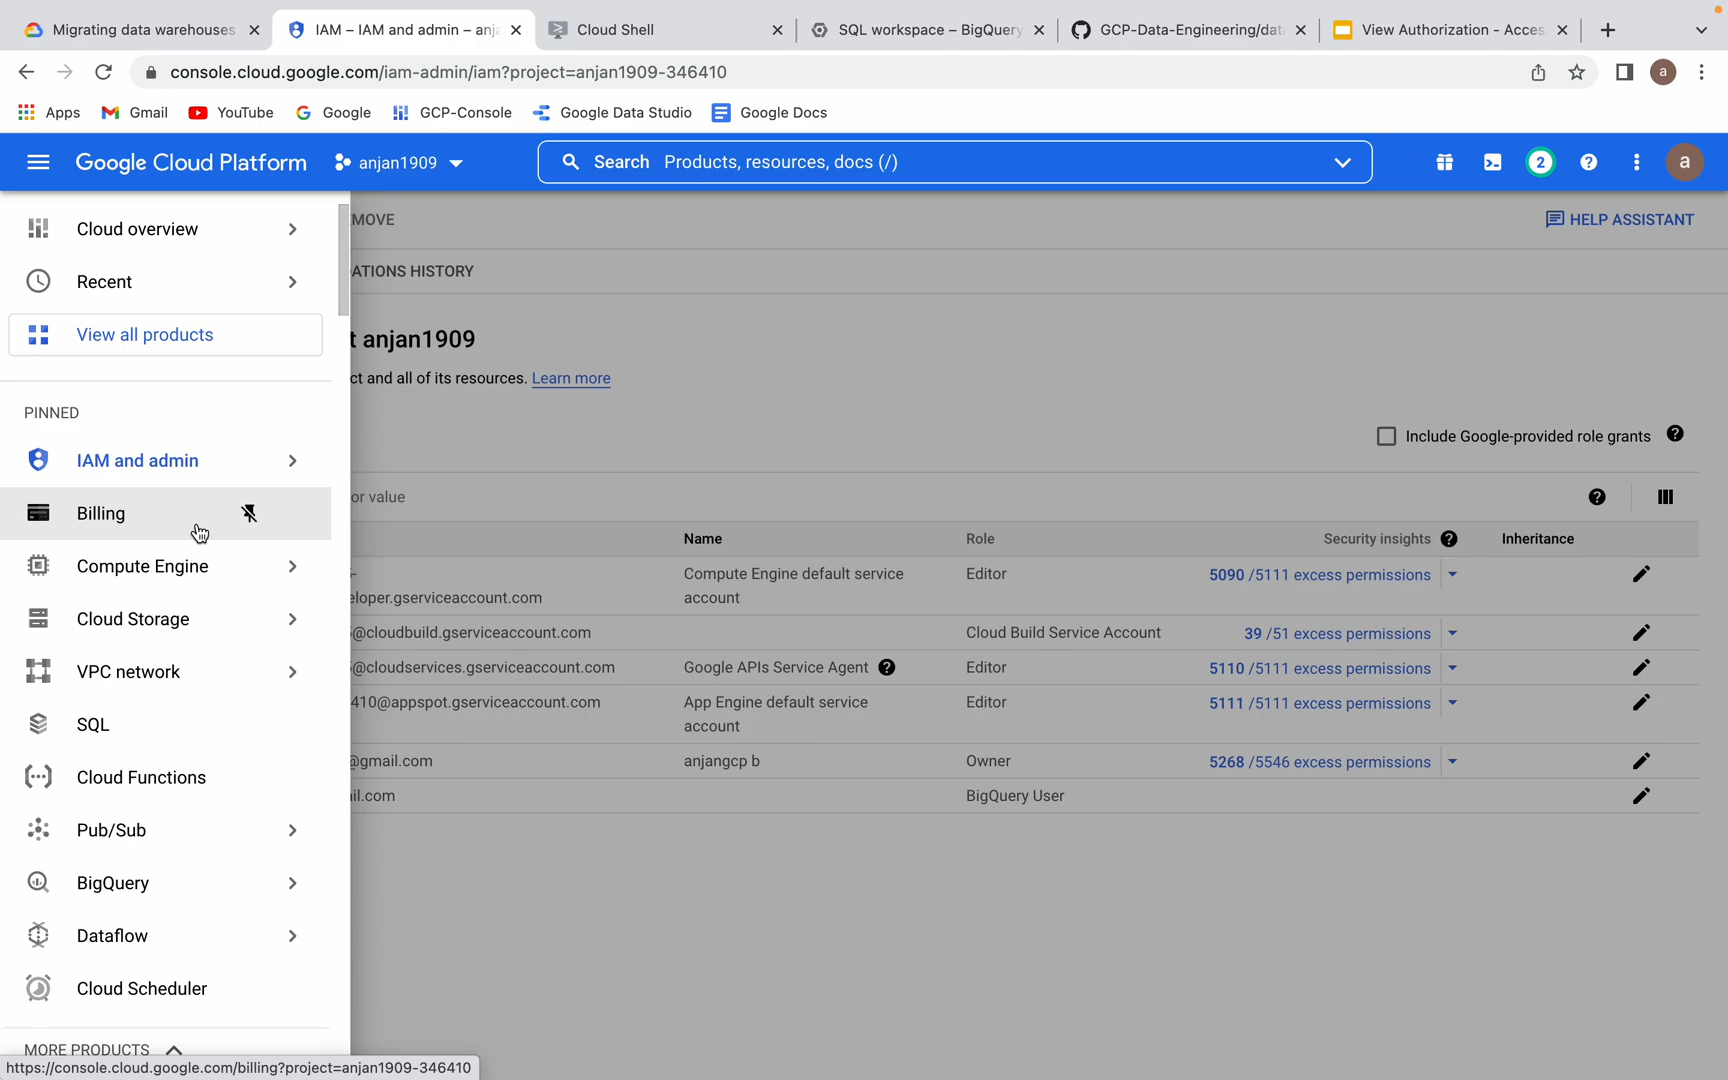 Migrating data warehouses
IAM – IAM and admin – anja
Cloud Shell
SQL workspace – BigQuery
GCP-Data-Engineering/dat
View Authorization - Acces
console.cloud.google.com/iam-admin/iam?project=anjan1909-346410
a
Apps
Gmail
YouTube
Google
GCP-Console
Google Data Studio
Google Docs
Google Cloud Platform
anjan1909
Search Products, resources, docs (/)
2
a
Cloud overview
MOVE
HELP ASSISTANT
ATIONS HISTORY
Recent
View all products
t anjan1909
ct and all of its resources. Learn more
PINNED
Include Google-provided role grants
IAM and admin
or value
Billing
Name
Role
Security insights
Inheritance
Compute Engine
eloper.gserviceaccount.com
Compute Engine default service
account
Editor
5090 /5111 excess permissions
Cloud Storage
@cloudbuild.gserviceaccount.com
Cloud Build Service Account
39 /51 excess permissions
VPC network
@cloudservices.gserviceaccount.com
Google APIs Service Agent
Editor
5110 /5111 excess permissions
SQL
410@appspot.gserviceaccount.com
App Engine default service
account
Editor
5111 /5111 excess permissions
Cloud Functions
@gmail.com
anjangcp b
Owner
5268 /5546 excess permissions
il.com
BigQuery User
Pub/Sub
BigQuery
Dataflow
Cloud Scheduler
MORE PRODUCTS
https://console.cloud.google.com/billing?project=anjan1909-346410